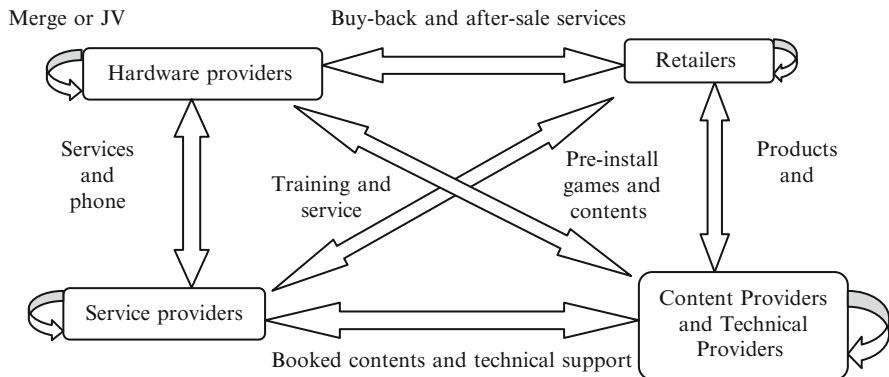 Merge or JV
Buy-back and after-sale services
Hardware providers
Retailers
Services
and
phone
Training and
service
Pre-install
games and
contents
Products
and
Service providers
Content Providers
and Technical
Providers
Booked contents and technical support